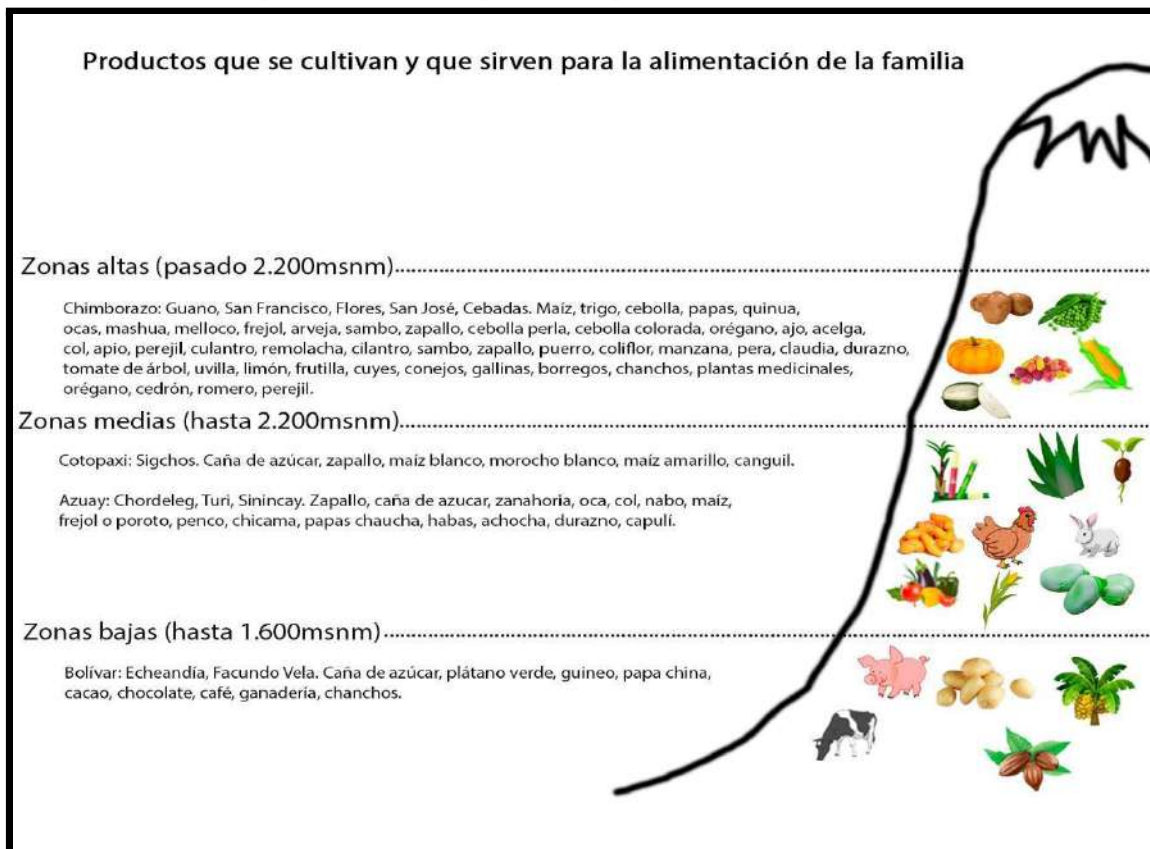 Productos que se cultivan y que sirven para la alimentación de la familia
Zonas altas (pasado 2.200msnm)
Chimborazo: Guano, San Francisco, Flores, San José, Cebadas. Maíz, trigo, cebolla, papas, quinua,
ocas, mashua, melloco, frejol, arveja, sambo, zapallo, cebolla perla, cebolla colorada, orégano, ajo, acelga,
col, apio, perejil, culantro, remolacha, cilantro, sambo, zapallo, puerro, coliflor, manzana, pera, claudia, durazno,
tomate de árbol, uvilla, limón, frutilla, cuyes, conejos, gallinas, borregos, chanchos, plantas medicinales,
orégano, cedrón, romero, perejil.
Zonas medias (hasta 2.200msnm)
Cotopaxi: Sigchos. Caña de azúcar, zapallo, maíz blanco, morocho blanco, maíz amarillo, canguil.
Azuay: Chordeleg, Turi, Sinincay. Zapallo, caña de azucar, zanahoria, oca, col, nabo, maíz,
frejol o poroto, penco, chicama, papas chaucha, habas, achocha, durazno, capulí.
Zonas bajas (hasta 1.600msnm)
Bolívar: Echeandía, Facundo Vela. Caña de azúcar, plátano verde, guineo, papa china,
cacao, chocolate, café, ganadería, chanchos.